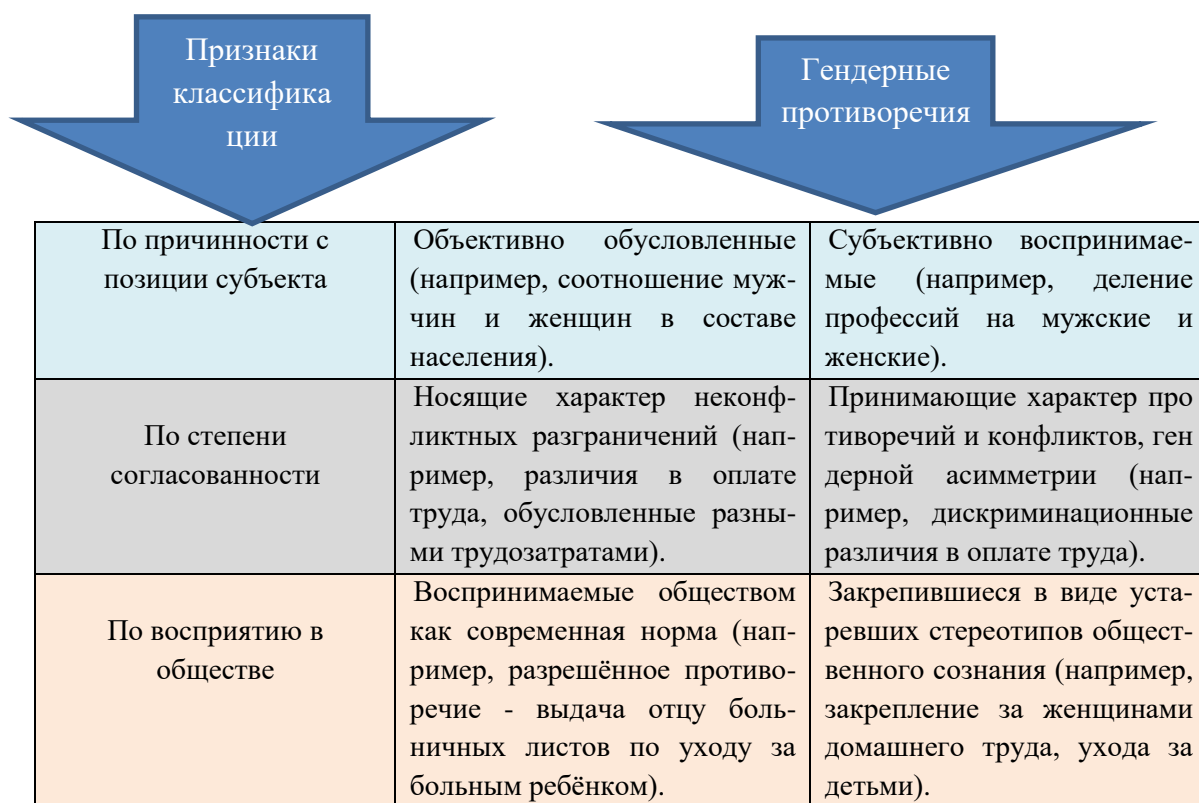 Признаки
классифика
ции
Гендерные
противоречия
По причинности с
позиции субъекта
Объективно обусловленные
(например, соотношение муж-
чин и женщин в составе
населения).
Субъективно воспринимае-
мые (например, деление
профессий на мужские и
женские).
По степени
согласованности
Носящие характер неконф-
ликтных разграничений (нап-
ример, различия в оплате
труда, обусловленные разны-
ми трудозатратами).
Принимающие характер про
тиворечий и конфликтов, ген
дерной асимметрии (нап-
ример, дискриминационные
различия в оплате труда).
По восприятию в
обществе
Воспринимаемые обществом
как современная норма (нап-
ример, разрешённое противо-
речие - выдача отцу боль-
ничных листов по уходу за
больным ребёнком).
Закрепившиеся в виде уста-
ревших стереотипов общест-
венного сознания (например,
закрепление за женщинами
домашнего труда, ухода за
детьми).